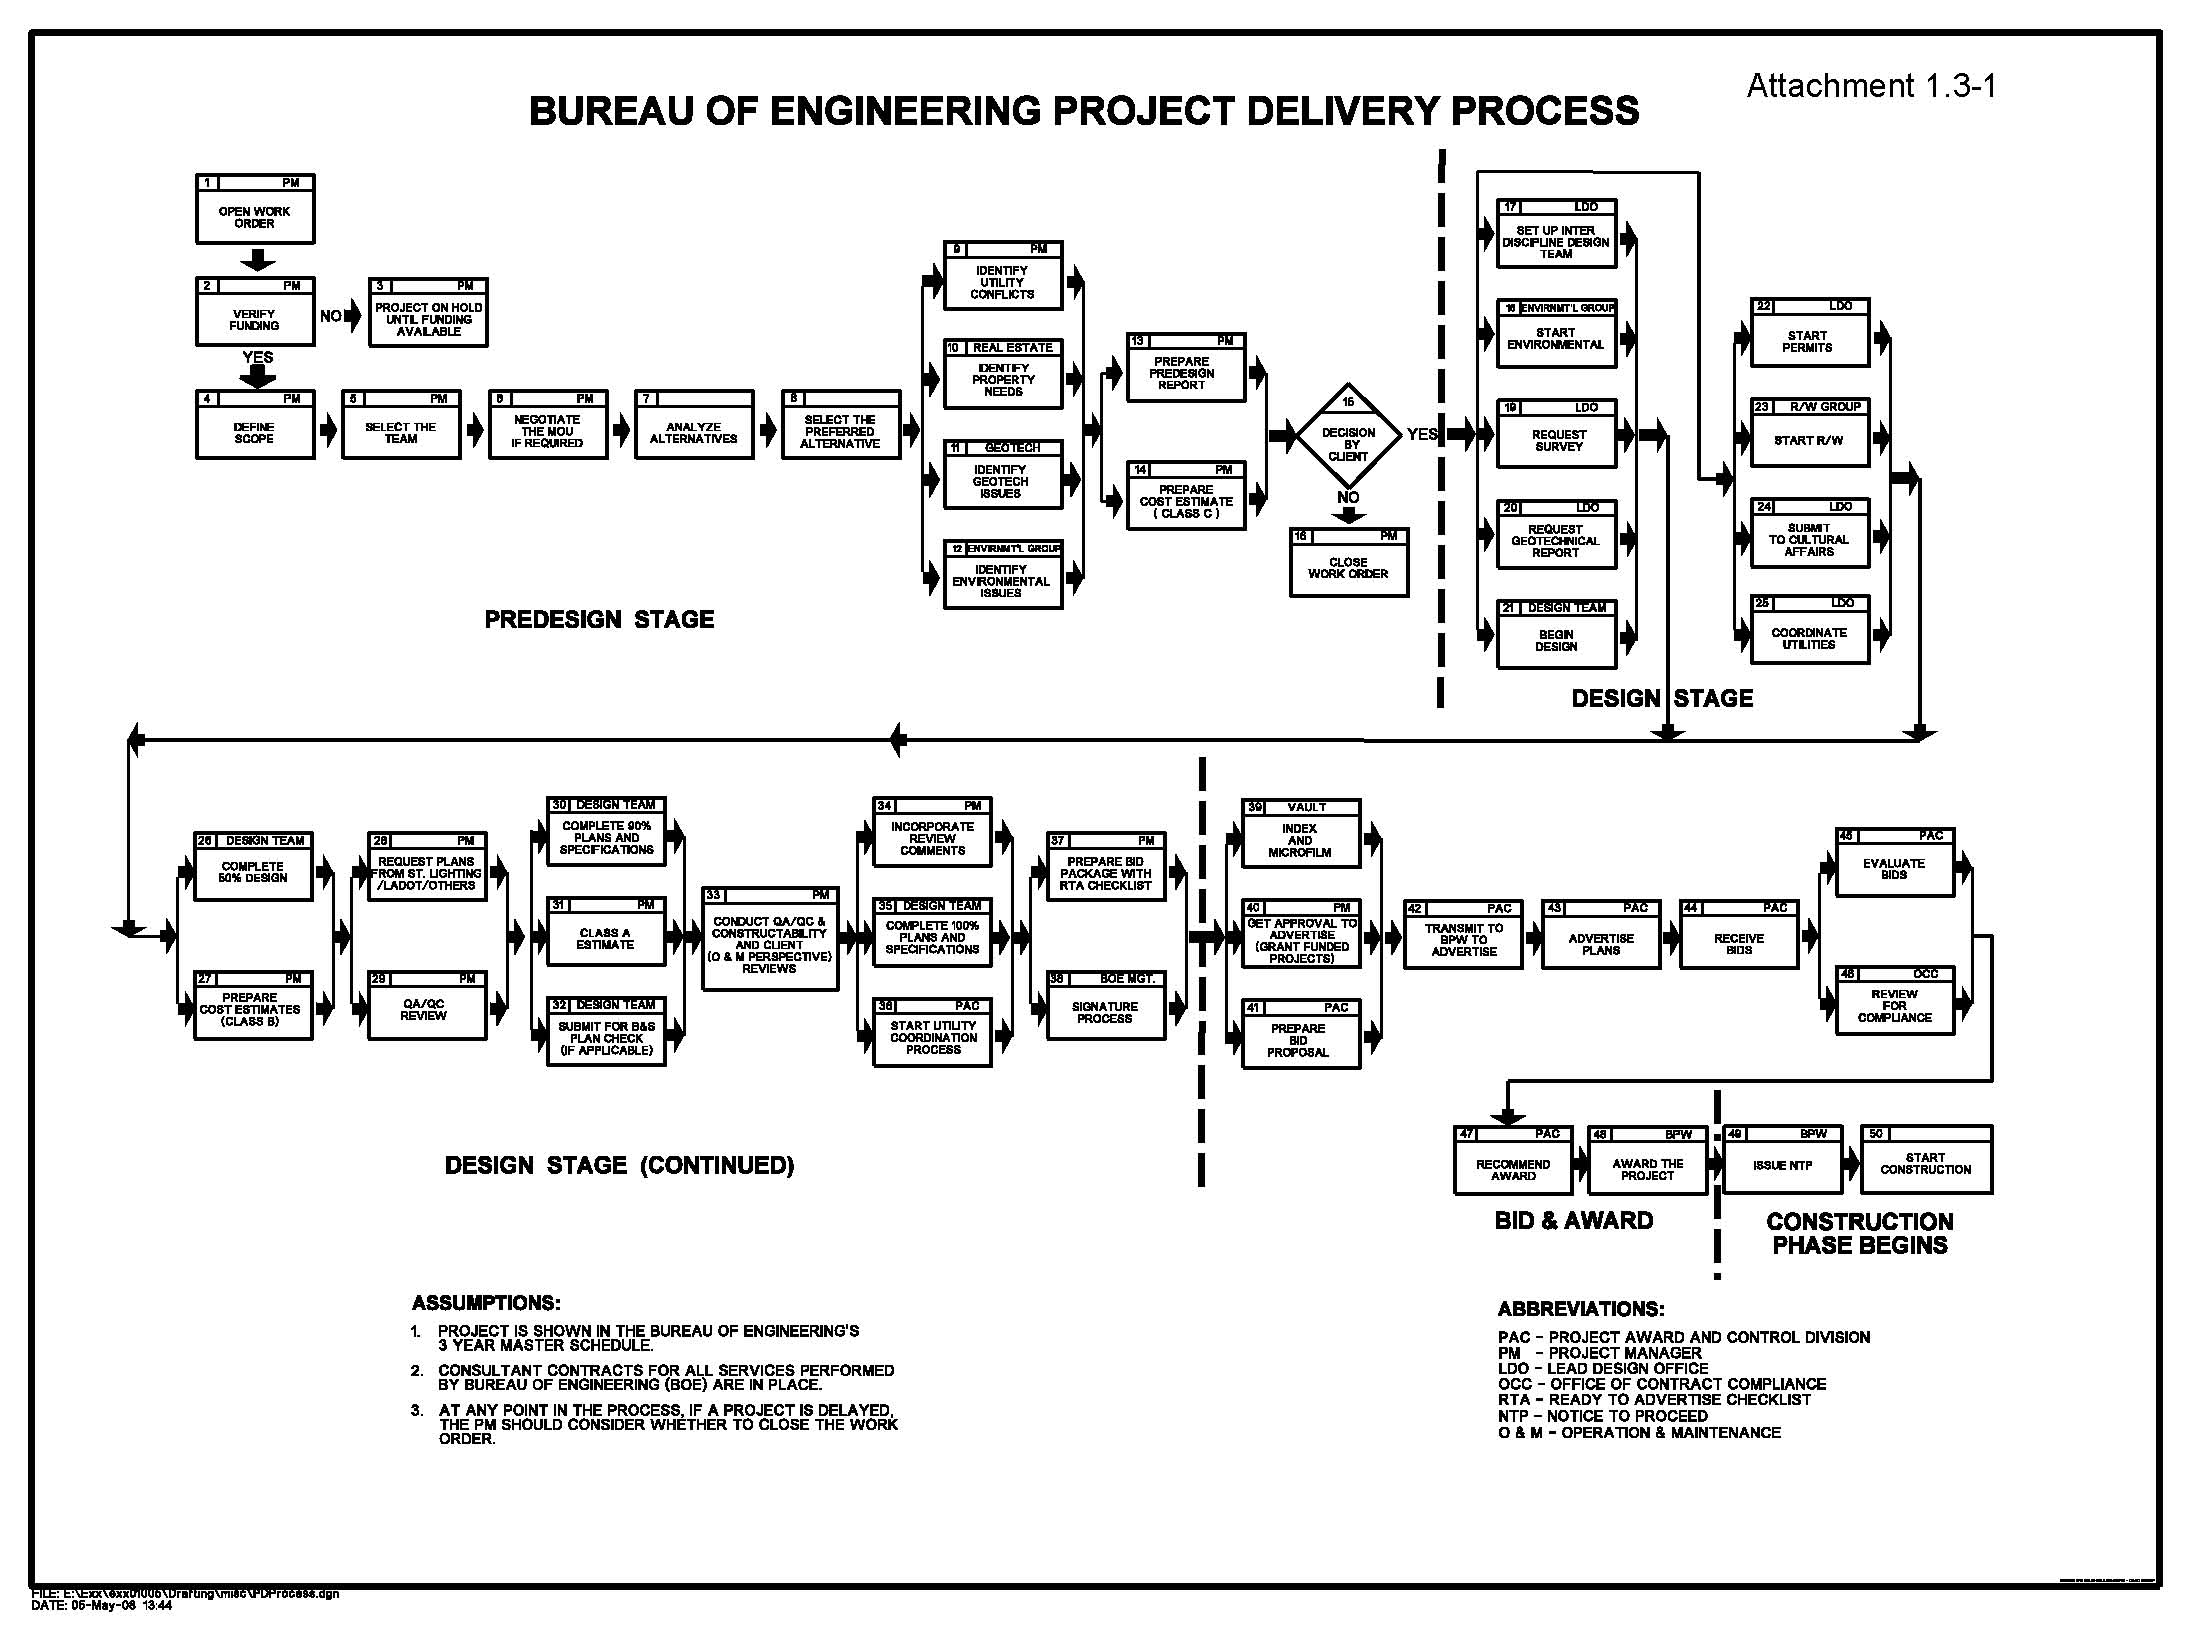 Attachment 1.3-1
BUREAU OF ENGINEERING PROJECT DELIVERY PROCESS
1 PM
OPEN WORK
ORDER
2 PM
VERIFY
FUNDING
NO
3 PM
PROJECT ON HOLD
UNTIL FUNDING
AVAILABLE
YES
4 PM
DEFINE
SCOPE
5 PM
SELECT THE
TEAM
6 PM
NEGOTIATE
THE MOU
IF REQUIRED
7
ANALYZE
ALTERNATIVES
8
SELECT THE
PREFERRED
ALTERNATIVE
9 PM
IDENTIFY
UTILITY
CONFLICTS
10 REAL ESTATE
IDENTIFY
PROPERTY
NEEDS
11 GEOTECH
IDENTIFY
GEOTECH
ISSUES
12 ENVIRNMT'L GROUP
IDENTIFY
ENVIRONMENTAL
ISSUES
13 PM
PREPARE
PREDESIGN
REPORT
14 PM
PREPARE
COST ESTIMATE
( CLASS C )
15
DECISION
BY
CLIENT
YES
NO
16 PM
CLOSE
WORK ORDER
PREDESIGN STAGE
17 LDO
SET UP INTER
DISCIPLINE DESIGN
TEAM
18 ENVIRNMT'L GROUP
START
ENVIRONMENTAL
19 LDO
REQUEST
SURVEY
20 LDO
REQUEST
GEOTECHNICAL
REPORT
21 DESIGN TEAM
BEGIN
DESIGN
22 LDO
START
PERMITS
23 R/W GROUP
START R/W
24 LDO
SUBMIT
TO CULTURAL
AFFAIRS
25 LDO
COORDINATE
UTILITIES
DESIGN STAGE
26 DESIGN TEAM
COMPLETE
50% DESIGN
27 PM
PREPARE
COST ESTIMATES
(CLASS B)
28 PM
REQUEST PLANS
FROM ST. LIGHTING
/LADOT/OTHERS
29 PM
QA/QC
REVIEW
30 DESIGN TEAM
COMPLETE 90%
PLANS AND
SPECIFICATIONS
31 PM
CLASS A
ESTIMATE
32 DESIGN TEAM
SUBMIT FOR B&S
PLAN CHECK
(IF APPLICABLE)
33 PM
CONDUCT QA/QC &
CONSTRUCTABILITY
AND CLIENT
(O & M PERSPECTIVE)
REVIEWS
34 PM
INCORPORATE
REVIEW
COMMENTS
35 DESIGN TEAM
COMPLETE 100%
PLANS AND
SPECIFICATIONS
36 PAC
START UTILITY
COORDINATION
PROCESS
37 PM
PREPARE BID
PACKAGE WITH
RTA CHECKLIST
38 BOE MGT.
SIGNATURE
PROCESS
DESIGN STAGE (CONTINUED)
39 VAULT
INDEX
AND
MICROFILM
40 PM
GET APPROVAL TO
ADVERTISE
(GRANT FUNDED
PROJECTS)
41 PAC
PREPARE
BID
PROPOSAL
42 PAC
TRANSMIT TO
BPW TO
ADVERTISE
43 PAC
ADVERTISE
PLANS
44 PAC
RECEIVE
BIDS
45 PAC
EVALUATE
BIDS
46 OCC
REVIEW
FOR
COMPLIANCE
47 PAC
RECOMMEND
AWARD
48 BPW
AWARD THE
PROJECT
49 BPW
ISSUE NTP
50
START
CONSTRUCTION
BID & AWARD
CONSTRUCTION
PHASE BEGINS
ASSUMPTIONS:
1. PROJECT IS SHOWN IN THE BUREAU OF ENGINEERING'S
3 YEAR MASTER SCHEDULE.
2. CONSULTANT CONTRACTS FOR ALL SERVICES PERFORMED
BY BUREAU OF ENGINEERING (BOE) ARE IN PLACE.
3. AT ANY POINT IN THE PROCESS, IF A PROJECT IS DELAYED,
THE PM SHOULD CONSIDER WHETHER TO CLOSE THE WORK
ORDER.
ABBREVIATIONS:
PAC - PROJECT AWARD AND CONTROL DIVISION
PM - PROJECT MANAGER
LDO - LEAD DESIGN OFFICE
OCC - OFFICE OF CONTRACT COMPLIANCE
RTA - READY TO ADVERTISE CHECKLIST
NTP - NOTICE TO PROCEED
O & M - OPERATION & MAINTENANCE
FILE: E:\Exx\exx01005\Drafting\misc\PDProcess.dgn
DATE: 05-May-08 13:44